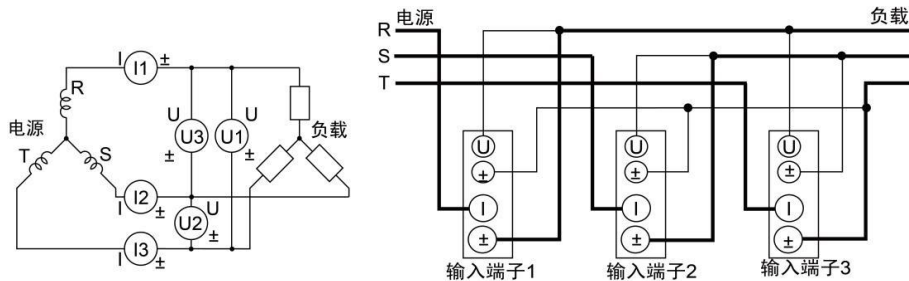 I I1 ±
R
电源
U U
U3 U1
± ±
负载
T S
I I2 ±
U
U2 ±
I I3 ±
电源 负载
R
S
T
U U U
± ± ±
I I I
± ± ±
输入端子1 输入端子2 输入端子3